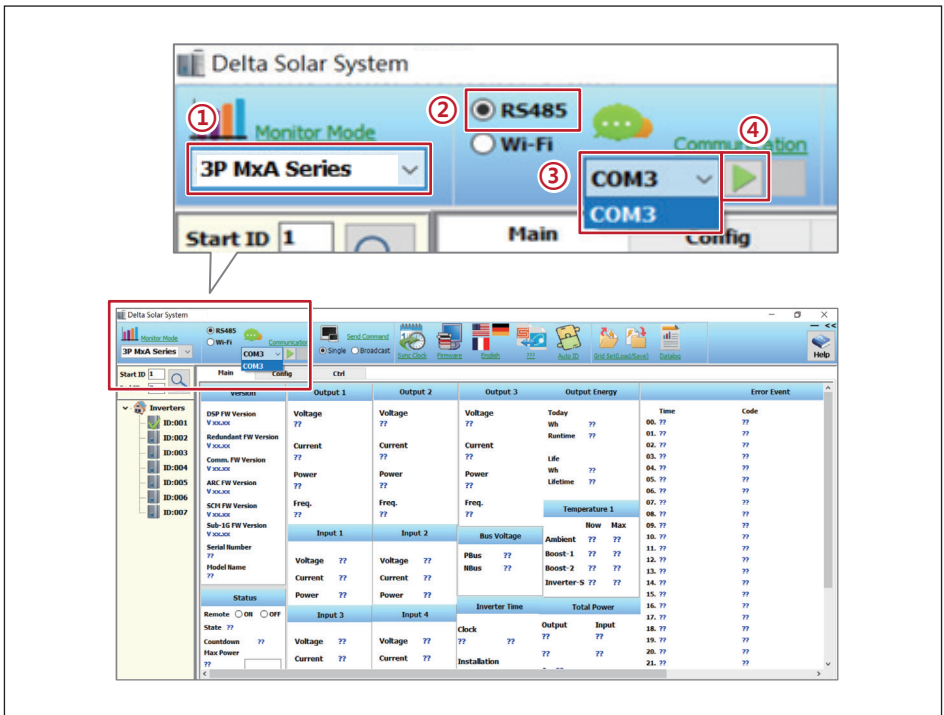 Delta Solar System
①
Monitor Mode
3P MxA Series
②
RS485
Wi-Fi
③
COM3
COM3
④
Communication
Start ID 1
Main
Config
Delta Solar System
Monitor Mode
3P MxA Series
RS485
Wi-Fi
COM3
COM3
Send Command
Single Broadcast
Sync Clock
Firmware
English
???
Auto ID
Grid Set(Load/Save)
Datalog
<<
Help
Start ID 1
Main Config Ctrl
Inverters
ID:001
ID:002
ID:003
ID:004
ID:005
ID:006
ID:007
Version
DSP FW Version
V xx.xx
Redundant FW Version
V xx.xx
Comm. FW Version
V xx.xx
ARC FW Version
V xx.xx
SCM FW Version
V xx.xx
Sub-1G FW Version
V xx.xx
Serial Number
??
Model Name
??
Status
Remote ON OFF
State ??
Countdown ??
Max Power
??
Output 1
Voltage
??
Current
??
Power
??
Freq.
??
Output 2
Voltage
??
Current
??
Power
??
Freq.
??
Output 3
Voltage
??
Current
??
Power
??
Freq.
??
Input 1
Voltage ??
Current ??
Power ??
Input 2
Voltage ??
Current ??
Power ??
Input 3
Voltage ??
Current ??
Input 4
Voltage ??
Current ??
Bus Voltage
PBus ??
NBus ??
Inverter Time
Clock
?? ??
Installation
Output Energy
Today
Wh ??
Runtime ??
Life
Wh ??
Lifetime ??
Temperature 1
Now Max
Ambient ?? ??
Boost-1 ?? ??
Boost-2 ?? ??
Inverter-S ?? ??
Total Power
Output Input
?? ??
?? ??
Error Event
Time Code
00. ?? ??
01. ?? ??
02. ?? ??
03. ?? ??
04. ?? ??
05. ?? ??
06. ?? ??
07. ?? ??
08. ?? ??
09. ?? ??
10. ?? ??
11. ?? ??
12. ?? ??
13. ?? ??
14. ?? ??
15. ?? ??
16. ?? ??
17. ?? ??
18. ?? ??
19. ?? ??
20. ?? ??
21. ?? ??